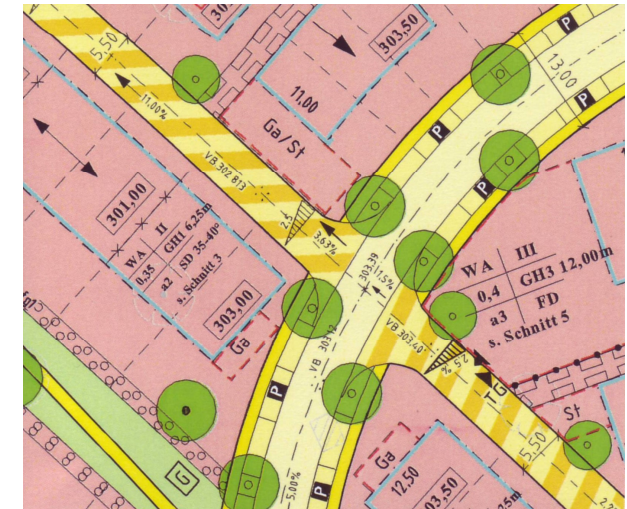 303,50
5.50
13,00
P
11,00
Ga/St
P
11,00%
VB 302 813
P
301,00
WA II
0,35 GH1 6,25m
a2 SD 35-40°
s. Schnitt 3
2.5
3,63%
303.39
11.5%
WA III
0,4 GH3 12,00m
a3 FD
s. Schnitt 5
303,00
Ga
VB 303.12
VB 303.40
2.5 %
TG
P
St
5.50
Ga
12,50
G
5.00%
P